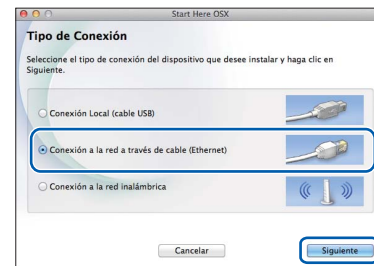 Start Here OSX
Tipo de Conexión
Seleccione el tipo de conexión del dispositivo que desee instalar y haga clic en
Siguiente.
Conexión Local (cable USB)
Conexión a la red a través de cable (Ethernet)
Conexión a la red inalámbrica
Cancelar
Siguiente